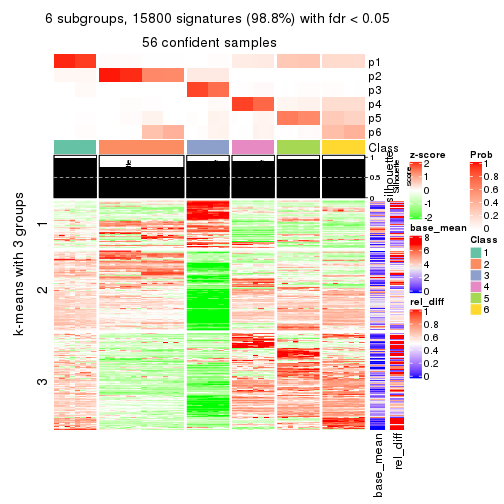 6 subgroups, 15800 signatures (98.8%) with fdr < 0.05
56 confident samples
p1
p2
p3
p4
p5
p6
Class
1
0.5
0
silhouette
Silhouette
score
k-means with 3 groups
1
2
3
base_mean
rel_diff
z-score
2
1
0
-1
-2
base_mean
8
6
4
2
0
rel_diff
1
0.8
0.6
0.4
0.2
0
Prob
1
0.8
0.6
0.4
0.2
0
Class
1
2
3
4
5
6